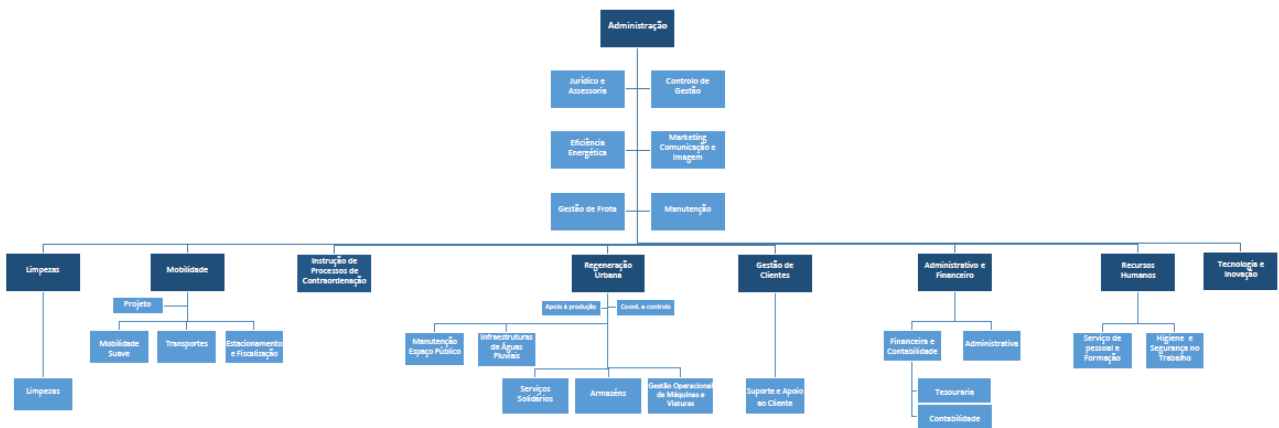 Administração
Jurídico e
Assessoria
Controlo de
Gestão
Eficiência
Energética
Marketing
Comunicação e
Imagem
Gestão de Frota
Manutenção
Limpezas
Mobilidade
Instrução de
Processos de
Contraordenação
Regeneração
Urbana
Gestão de
Clientes
Administrativo e
Financeiro
Recursos
Humanos
Tecnologia e
Inovação
Projeto
Apoio à produção
Coord. e controlo
Mobilidade
Suave
Transportes
Estacionamento
e Fiscalização
Manutenção
Espaço Público
Infraestruturas
de Águas
Pluviais
Financeira e
Contabilidade
Administrativa
Serviço de
pessoal e
Formação
Higiene e
Segurança no
Trabalho
Limpezas
Serviços
Solidários
Armazéns
Gestão Operacional
de Máquinas e
Viaturas
Suporte e Apoio
ao Cliente
Tesouraria
Contabilidade